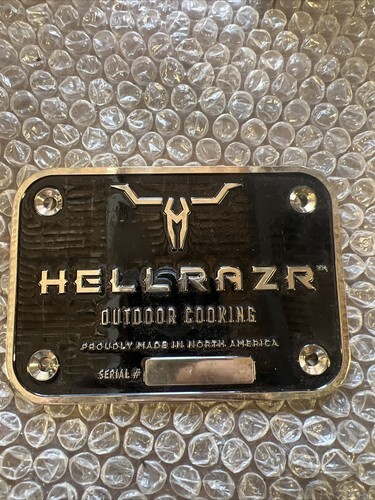 HELLRAZR™
OUTDOOR COOKING
PROUDLY MADE IN NORTH AMERICA
SERIAL #